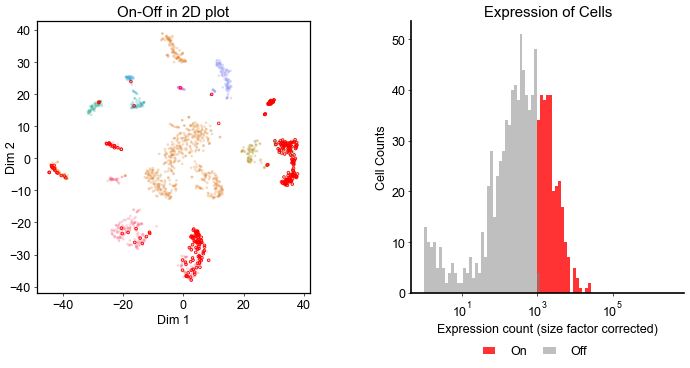 On-Off in 2D plot
40
30
20
10
0
−10
−20
−30
−40
Dim 2
−40 −20 0 20 40
Dim 1
Expression of Cells
50
40
30
20
10
0
Cell Counts
10¹ 10³ 10⁵
Expression count (size factor corrected)
On Off